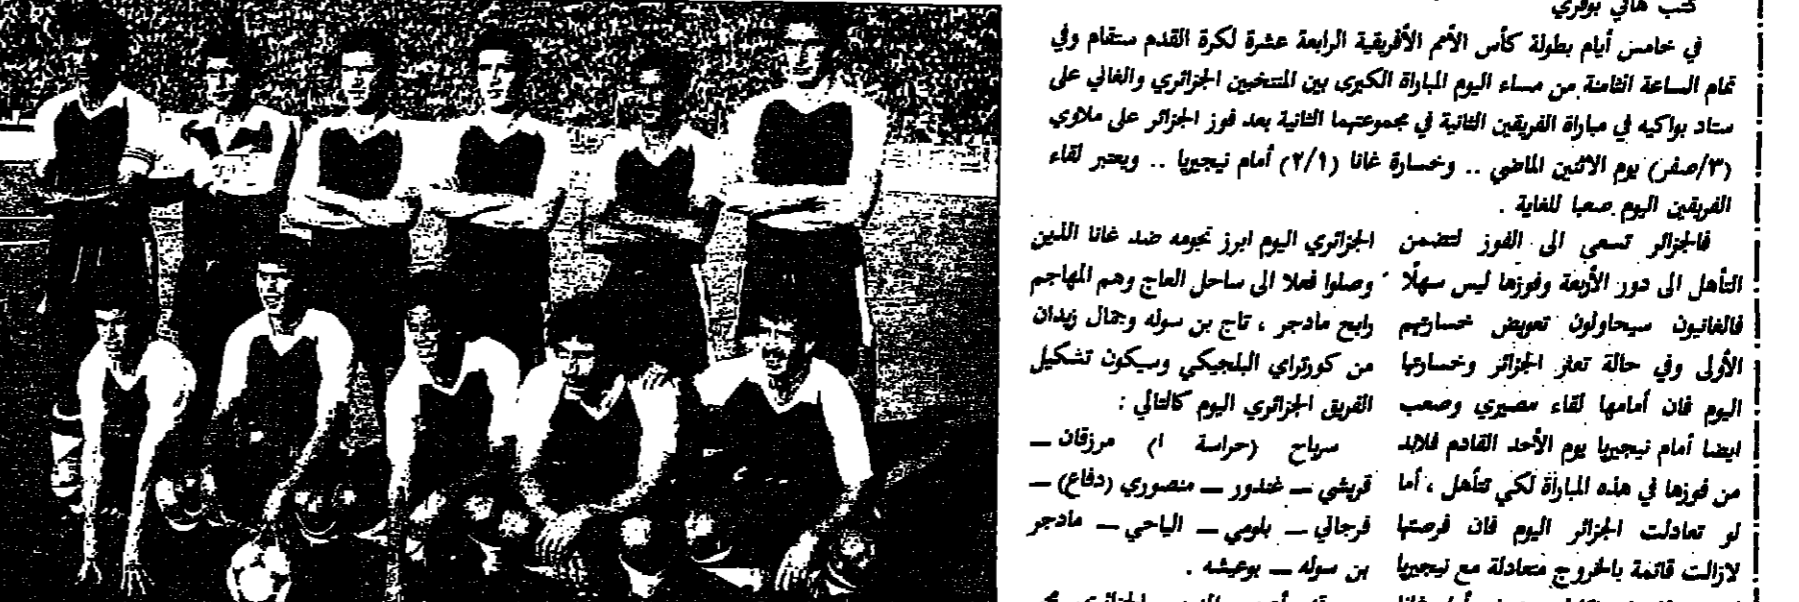 كتب هاني بوقري
في خامس أيام بطولة كأس الأمم الأفريقية الرابعة عشرة لكرة القدم ستقام وفي
تمام الساعة الثامنة من مساء اليوم المباراة الكبرى بين المنتخبين الجزائري والغاني على
ستاد بواكيه في مباراة الفريقين الثانية في مجموعتهما الثانية بعد فوز الجزائر على ملاوي
(٣/صفر) يوم الاثنين الماضي .. وخسارة غانا (٢/١) أمام نيجيريا .. ويعتبر لقاء
الفريقين اليوم صعبا للغاية .
فالجزائر تسعى الى الفوز لتضمن
التأهل الى دور الأربعة وفوزها ليس سهلًا
فالغانيون سيحاولون تعويض خسارتهم
الأولى وفي حالة تعثر الجزائر وخسارتها
اليوم فان أمامها لقاء مصيري وصعب
ايضا أمام نيجيريا يوم الأحد القادم فلابد
من فوزها في هذه المباراة لكي تتأهل ، أما
لو تعادلت الجزائر اليوم فان فرصتها
لازالت قائمة بالخروج متعادلة مع نيجيريا
الجزائري اليوم ابرز نجومه ضد غانا اللذين
وصلوا فعلا الى ساحل العاج وهم المهاجم
رابح مادجر ، تاج بن سوله وجمال زيدان
من كورتراي البلجيكي وسيكون تشكيل
الفريق الجزائري اليوم كالتالي :
سرباح (حراسة ا) مرزقان ــ
قريشي ــ غندور ــ منصوري (دفاع) ــ
فرجاني ــ بلومي ــ الياحي ــ مادجر
بن سوله ــ بوعيشه .